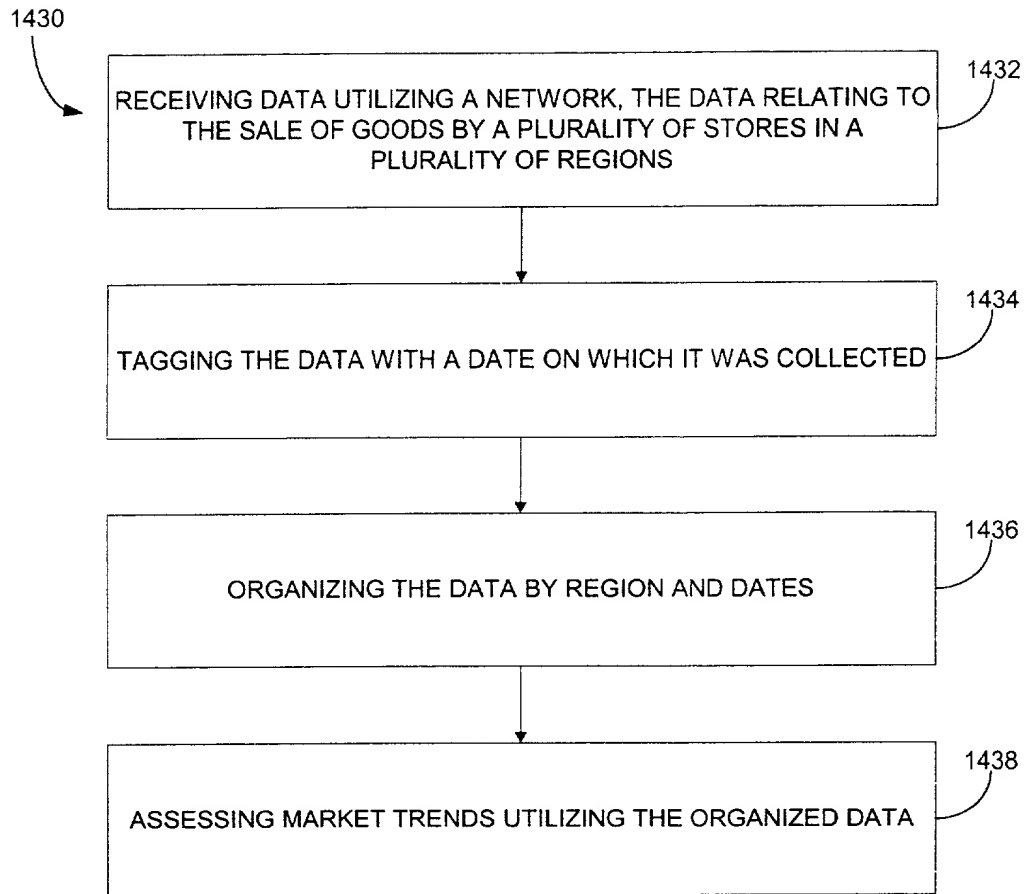 1430
1432
RECEIVING DATA UTILIZING A NETWORK, THE DATA RELATING TO
THE SALE OF GOODS BY A PLURALITY OF STORES IN A
PLURALITY OF REGIONS
1434
TAGGING THE DATA WITH A DATE ON WHICH IT WAS COLLECTED
1436
ORGANIZING THE DATA BY REGION AND DATES
1438
ASSESSING MARKET TRENDS UTILIZING THE ORGANIZED DATA